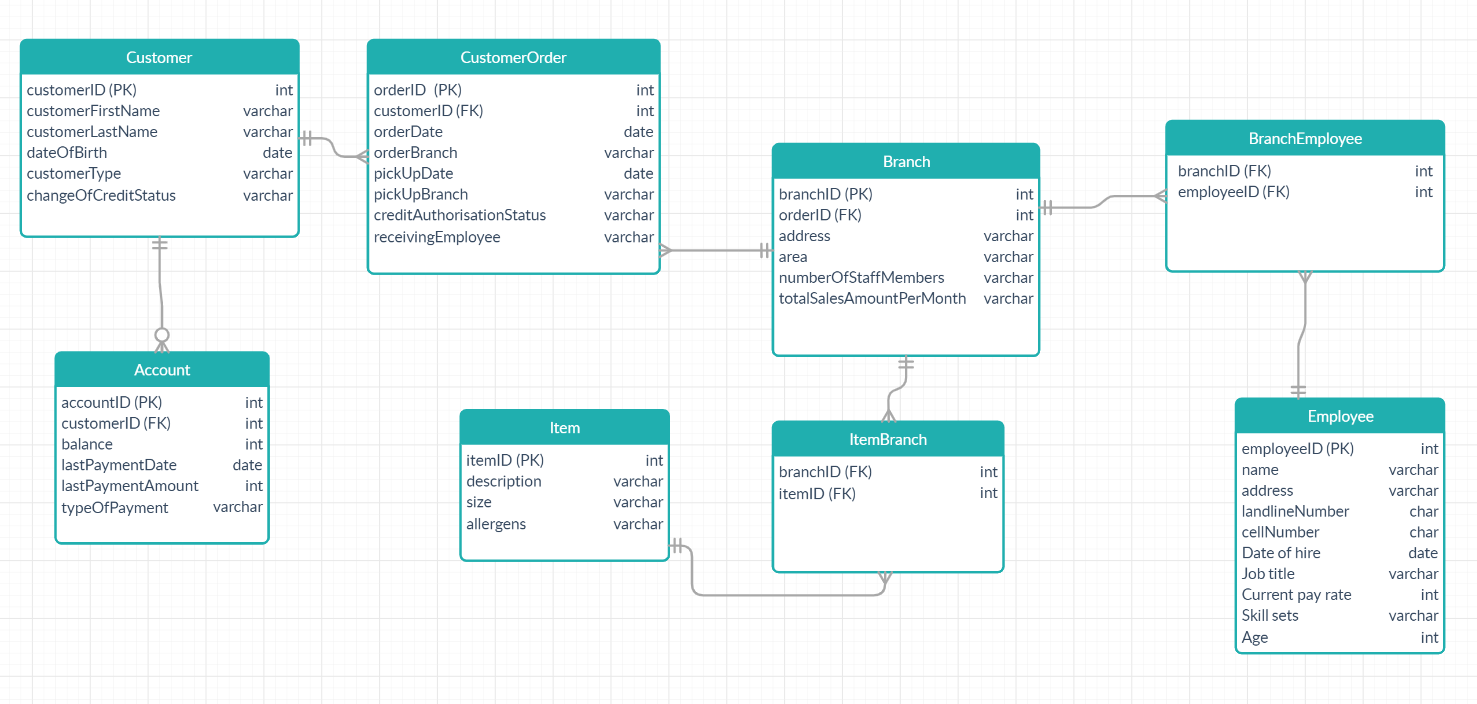 Customer
customerID (PK) int
customerFirstName varchar
customerLastName varchar
dateOfBirth date
customerType varchar
changeOfCreditStatus varchar
CustomerOrder
orderID (PK) int
customerID (FK) int
orderDate date
orderBranch varchar
pickUpDate date
pickUpBranch varchar
creditAuthorisationStatus varchar
receivingEmployee varchar
Branch
branchID (PK) int
orderID (FK) int
address varchar
area varchar
numberOfStaffMembers varchar
totalSalesAmountPerMonth varchar
BranchEmployee
branchID (FK) int
employeeID (FK) int
Account
accountID (PK) int
customerID (FK) int
balance int
lastPaymentDate date
lastPaymentAmount int
typeOfPayment varchar
Item
itemID (PK) int
description varchar
size varchar
allergens varchar
ItemBranch
branchID (FK) int
itemID (FK) int
Employee
employeeID (PK) int
name varchar
address varchar
landlineNumber char
cellNumber char
Date of hire date
Job title varchar
Current pay rate int
Skill sets varchar
Age int